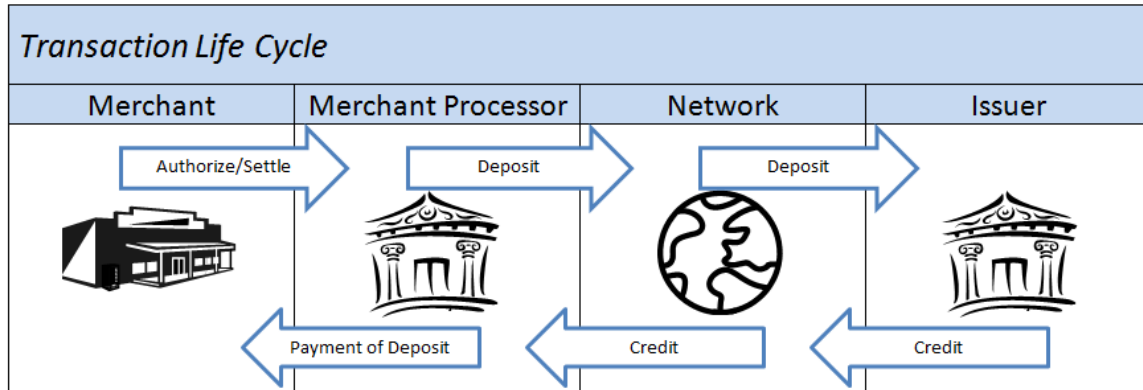 Transaction Life Cycle
Merchant
Merchant Processor
Network
Issuer
Authorize/Settle
Deposit
Deposit
Payment of Deposit
Credit
Credit